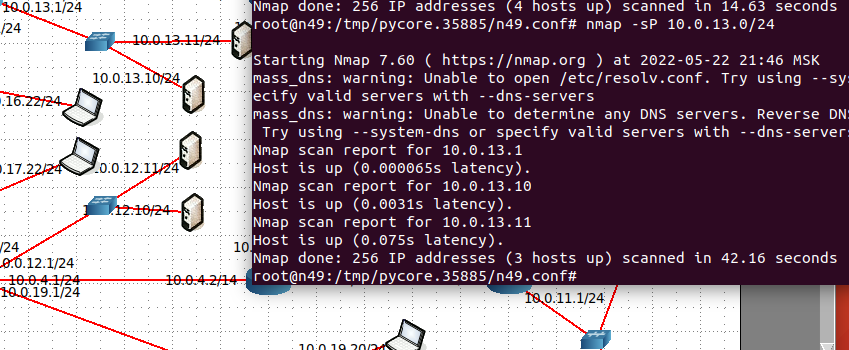 10.0.13.1/24
/24
10.0.13.11/24
10.0.13.10/24
.16.22/24
.17.22/24
.0.12.11/24
.12.10/24
/24
0.0.12.1/24
10.0.4.1/24
10.0.19.1/24
10.
10.0.4.2/24
10.0.11.1/24
10.0.19.20/24
Nmap done: 256 IP addresses (4 hosts up) scanned in 14.63 seconds
root@n49:/tmp/pycore.35885/n49.conf# nmap -sP 10.0.13.0/24
Starting Nmap 7.60 ( https://nmap.org ) at 2022-05-22 21:46 MSK
mass_dns: warning: Unable to open /etc/resolv.conf. Try using --sys
ecify valid servers with --dns-servers
mass_dns: warning: Unable to determine any DNS servers. Reverse DNS
Try using --system-dns or specify valid servers with --dns-servers
Nmap scan report for 10.0.13.1
Host is up (0.000065s latency).
Nmap scan report for 10.0.13.10
Host is up (0.0031s latency).
Nmap scan report for 10.0.13.11
Host is up (0.075s latency).
Nmap done: 256 IP addresses (3 hosts up) scanned in 42.16 seconds
root@n49:/tmp/pycore.35885/n49.conf#